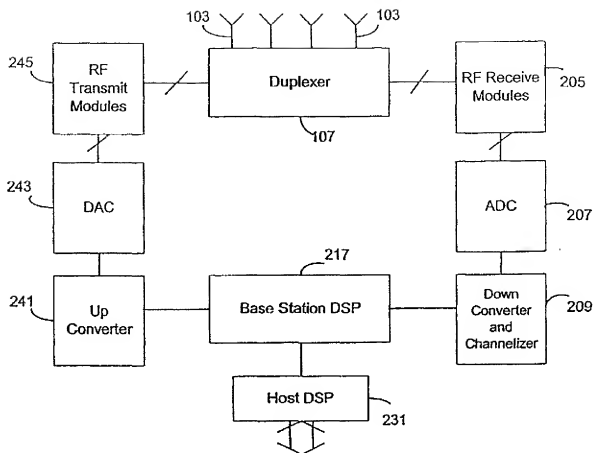 103
103
245
RF
Transmit
Modules
Duplexer
RF Receive
Modules
205
107
243
DAC
ADC
207
217
241
Up
Converter
Base Station DSP
Down
Converter
and
Channelizer
209
Host DSP
231